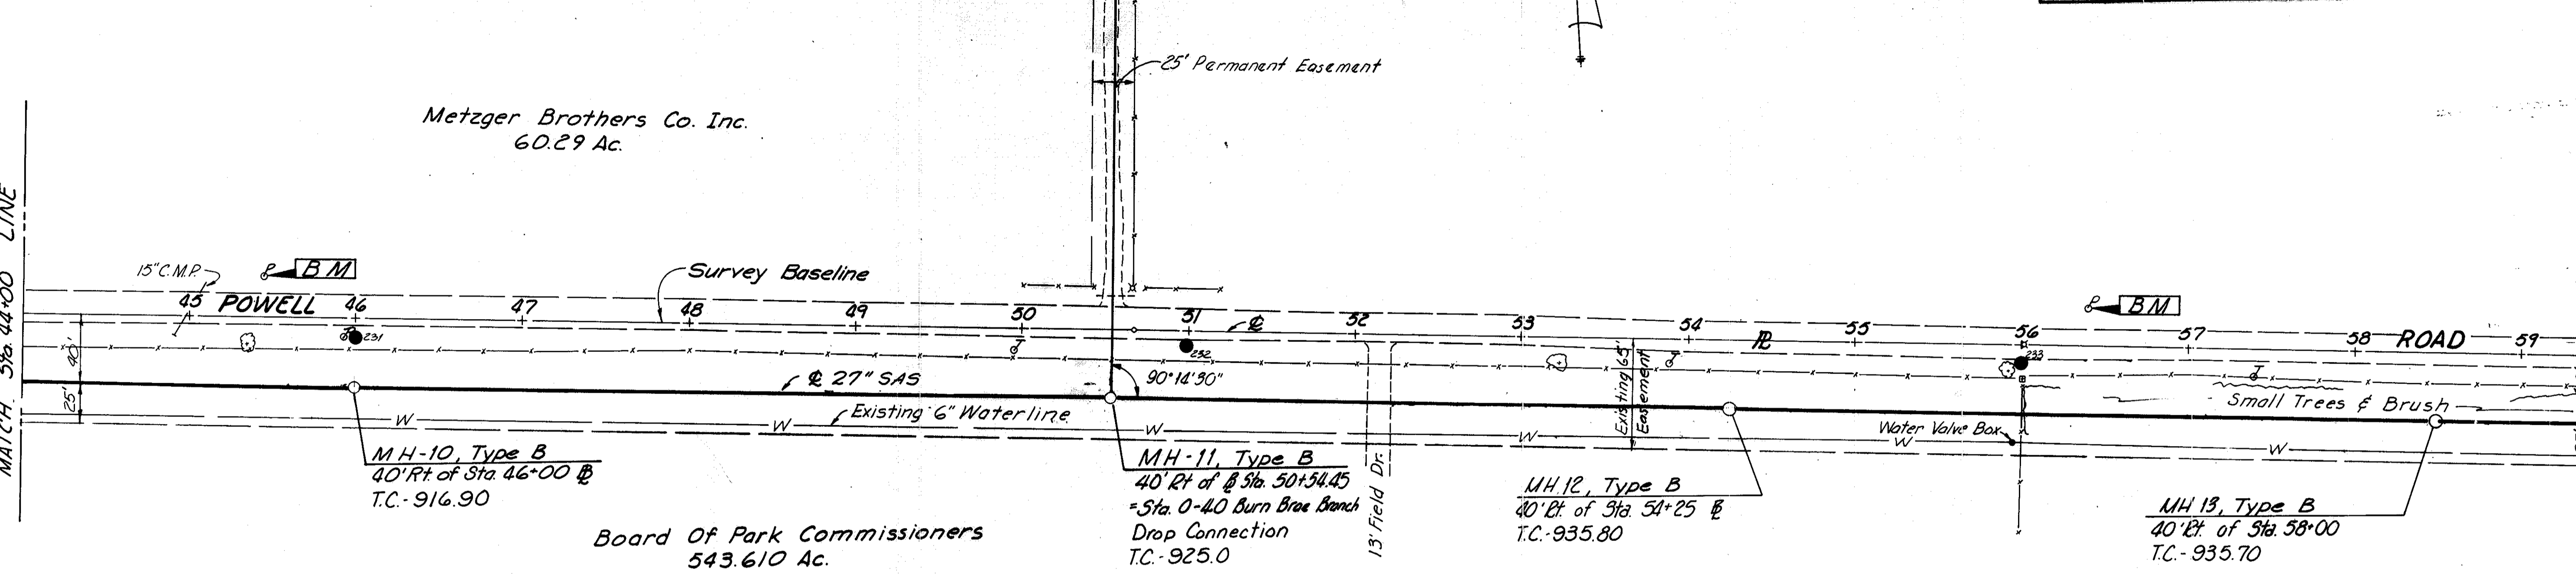 25' Permanent Easement
Metzger Brothers Co. Inc.
60.29 Ac.
MATCH Sta. 44+00 LINE
15" C.M.P.
BM
Survey Baseline
BM
45 POWELL 46 47 48 49 50 51 ℄ 52 53 54 ⅊ 55 56 57 58 ROAD 59
231
232
233
40'
25'
℄ 27" SAS
90°14'30"
Existing 65'
Easement
Existing 6" Waterline
W W W W W W
Small Trees & Brush
Water Valve Box
MH-10, Type B
40' Rt. of Sta. 46+00 ⅊
T.C.-916.90
MH-11, Type B
40' Rt of ⅊ Sta. 50+54.45
=Sta. 0-40 Burn Brae Branch
Drop Connection
T.C.-925.0
13' Field Dr.
MH.12, Type B
40' Rt. of Sta. 54+25 ⅊
T.C.-935.80
MH 13, Type B
40' Rt. of Sta. 58+00
T.C.-935.70
Board Of Park Commissioners
543.610 Ac.